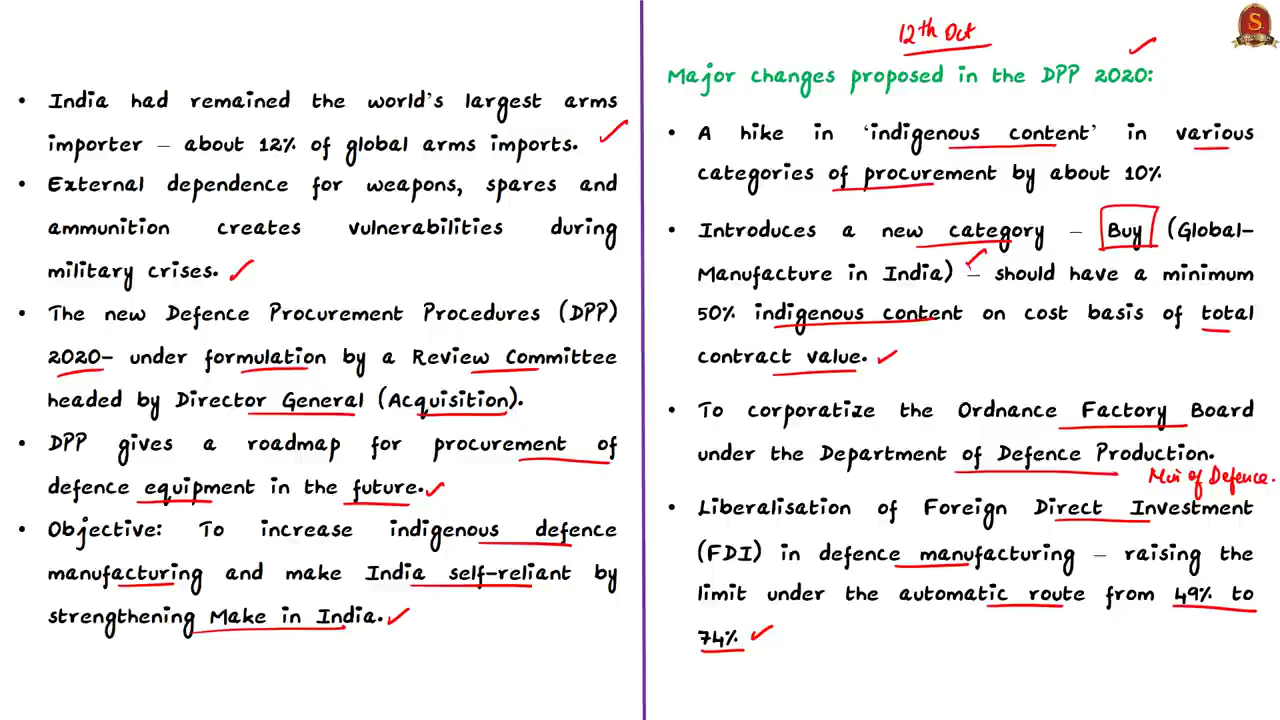 • India had remained the world's largest arms
importer – about 12% of global arms imports.
• External dependence for weapons, spares and
ammunition creates vulnerabilities during
military crises.
• The new Defence Procurement Procedures (DPP)
2020- under formulation by a Review Committee
headed by Director General (Acquisition).
• DPP gives a roadmap for procurement of
defence equipment in the future.
• Objective: To increase indigenous defence
manufacturing and make India self-reliant by
strengthening Make in India.
12th Oct
Major changes proposed in the DPP 2020:
• A hike in 'indigenous content' in various
categories of procurement by about 10%
• Introduces a new category – Buy (Global-
Manufacture in India) – should have a minimum
50% indigenous content on cost basis of total
contract value.
• To corporatize the Ordnance Factory Board
under the Department of Defence Production.
Min of Defence.
• Liberalisation of Foreign Direct Investment
(FDI) in defence manufacturing – raising the
limit under the automatic route from 49% to
74%
S